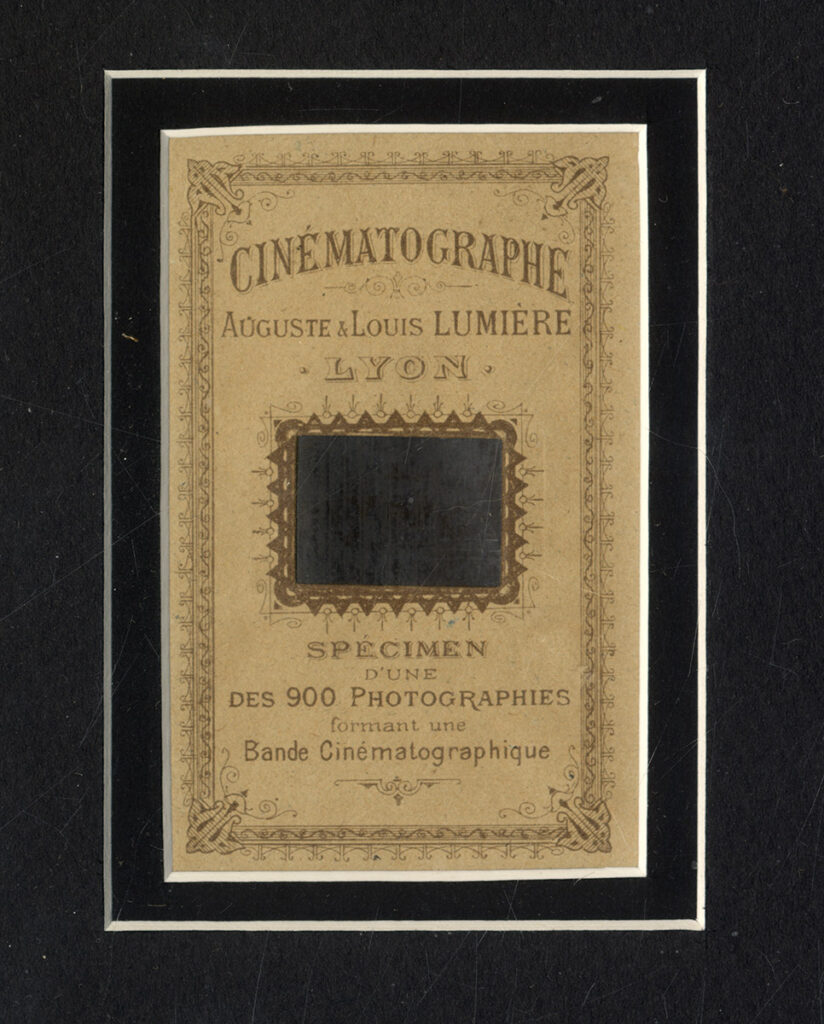 CINÉMATOGRAPHE
AUGUSTE & LOUIS LUMIÈRE
· LYON ·
SPÉCIMEN
D'UNE
DES 900 PHOTOGRAPHIES
formant une
Bande Cinématographique